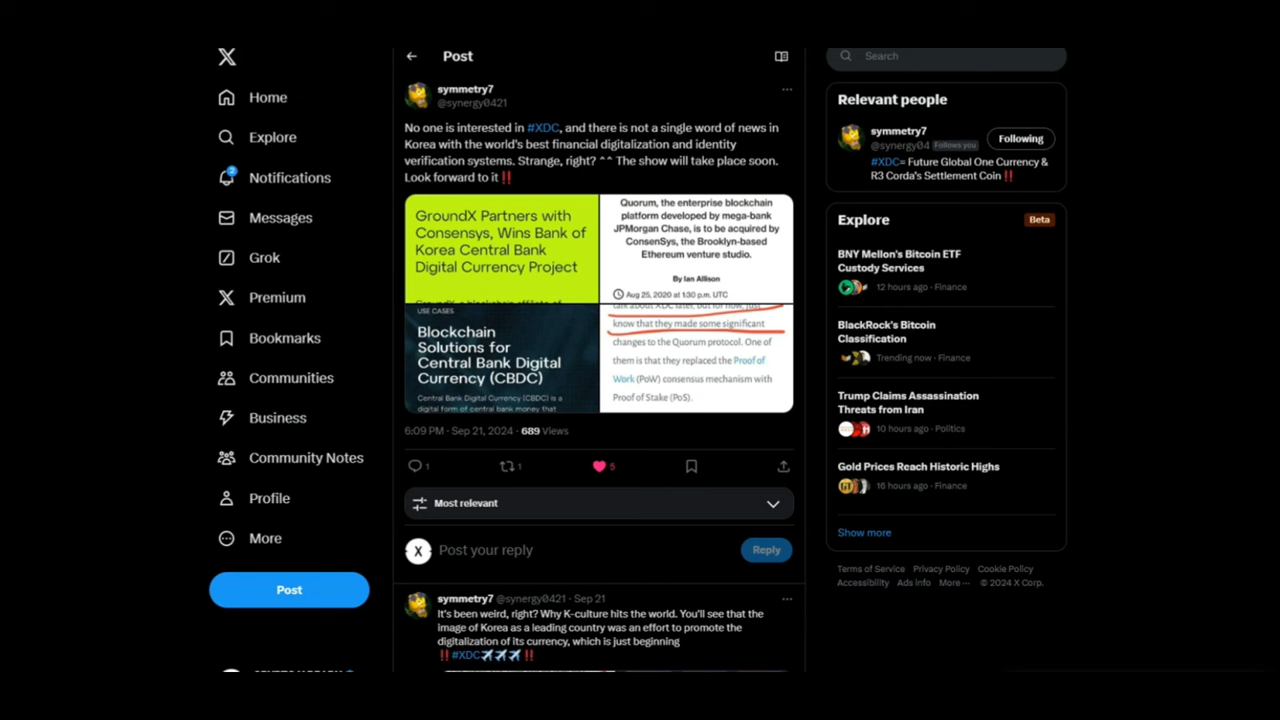 Home
Explore
Notifications
2
Messages
Grok
Premium
Bookmarks
Communities
Business
Community Notes
Profile
More
Post
Post
symmetry7
@synergy0421
No one is interested in #XDC, and there is not a single word of news in
Korea with the world's best financial digitalization and identity
verification systems. Strange, right? ^^ The show will take place soon.
Look forward to it‼️
GroundX Partners with
Consensys, Wins Bank of
Korea Central Bank
Digital Currency Project
Quorum, the enterprise blockchain
platform developed by mega-bank
JPMorgan Chase, is to be acquired by
ConsenSys, the Brooklyn-based
Ethereum venture studio.
By Ian Allison
Aug 25, 2020 at 1:30 p.m. UTC
USE CASES
Blockchain
Solutions for
Central Bank Digital
Currency (CBDC)
Central Bank Digital Currency (CBDC) is a
digital form of central bank money that
talk about XDC later, but for now, just
know that they made some significant
changes to the Quorum protocol. One of
them is that they replaced the Proof of
Work (PoW) consensus mechanism with
Proof of Stake (PoS).
6:09 PM · Sep 21, 2024 · 689 Views
1
1
5
Most relevant
X
Post your reply
Reply
symmetry7 @synergy0421 · Sep 21
It's been weird, right? Why K-culture hits the world. You'll see that the
image of Korea as a leading country was an effort to promote the
digitalization of its currency, which is just beginning
‼️#XDC✈️✈️✈️‼️
Search
Relevant people
symmetry7
@synergy04 Follows you
Following
#XDC= Future Global One Currency &
R3 Corda's Settlement Coin‼️
Explore
Beta
BNY Mellon's Bitcoin ETF
Custody Services
12 hours ago · Finance
BlackRock's Bitcoin
Classification
Trending now · Finance
Trump Claims Assassination
Threats from Iran
10 hours ago · Politics
Gold Prices Reach Historic Highs
16 hours ago · Finance
Show more
Terms of Service Privacy Policy Cookie Policy
Accessibility Ads info More ··· © 2024 X Corp.